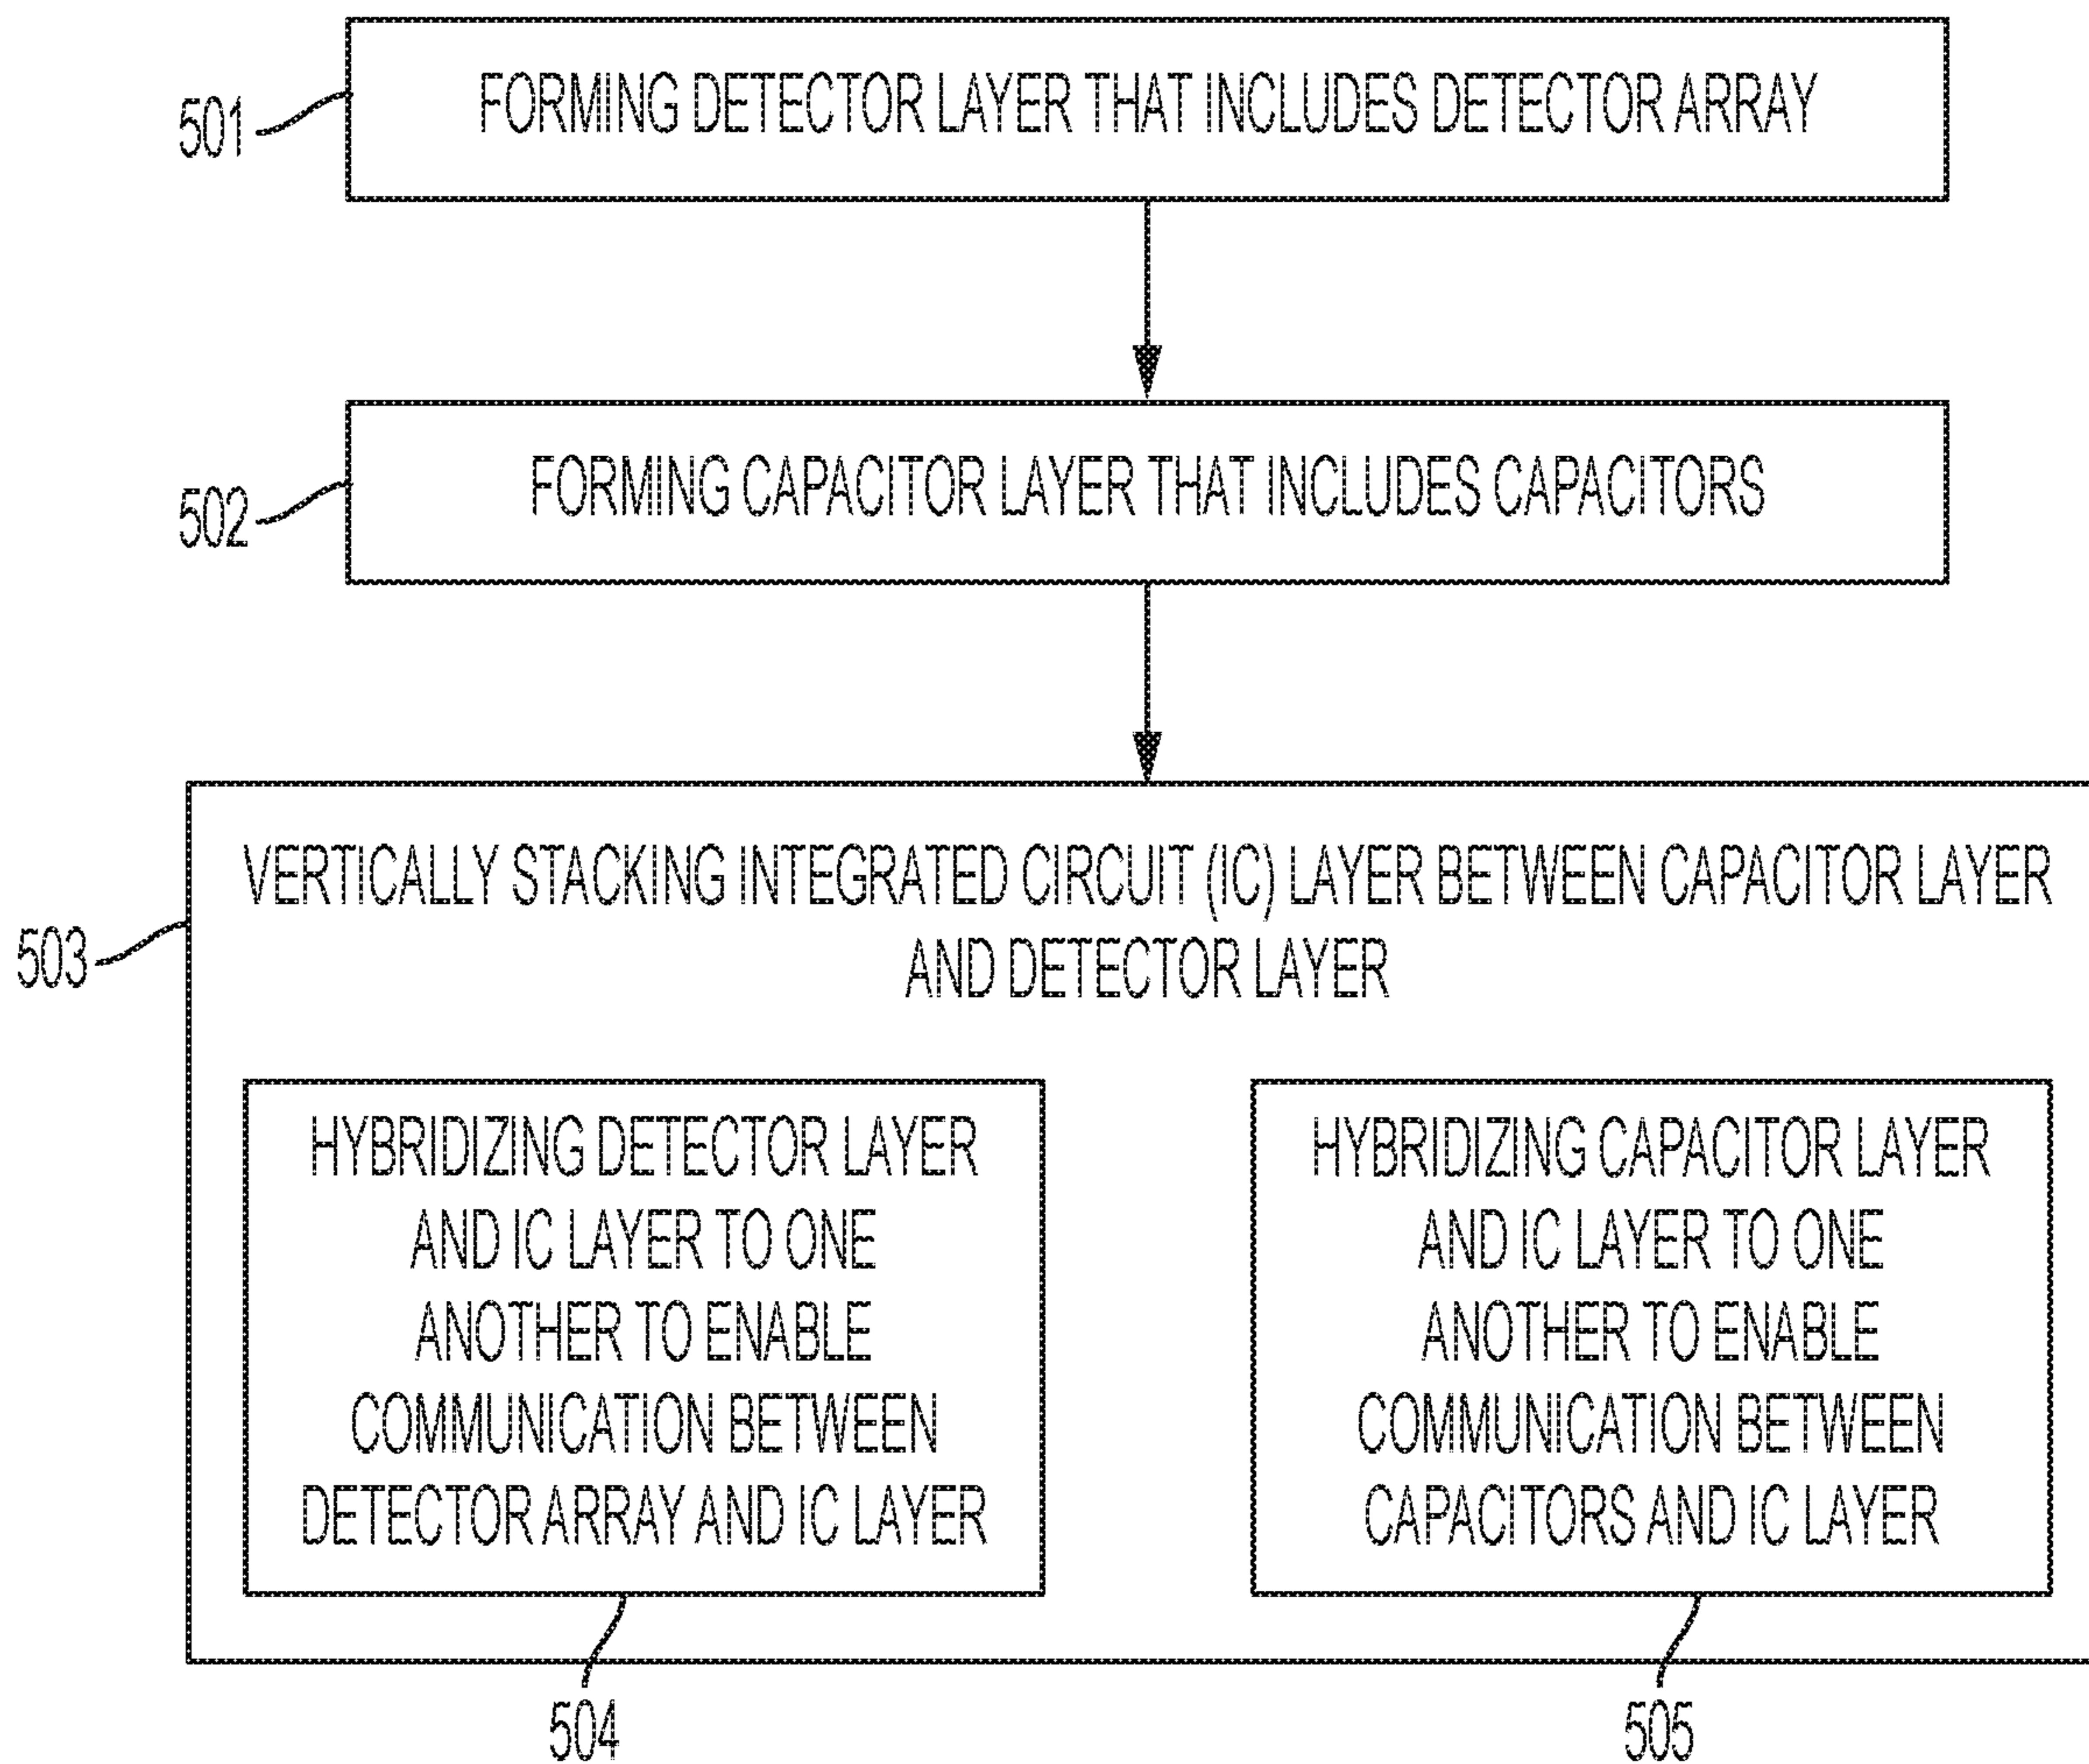 FORMING DETECTOR LAYER THAT INCLUDES DETECTOR ARRAY
501
FORMING CAPACITOR LAYER THAT INCLUDES CAPACITORS
502
VERTICALLY STACKING INTEGRATED CIRCUIT (IC) LAYER BETWEEN CAPACITOR LAYER
AND DETECTOR LAYER
503
HYBRIDIZING DETECTOR LAYER
AND IC LAYER TO ONE
ANOTHER TO ENABLE
COMMUNICATION BETWEEN
DETECTOR ARRAY AND IC LAYER
504
HYBRIDIZING CAPACITOR LAYER
AND IC LAYER TO ONE
ANOTHER TO ENABLE
COMMUNICATION BETWEEN
CAPACITORS AND IC LAYER
505